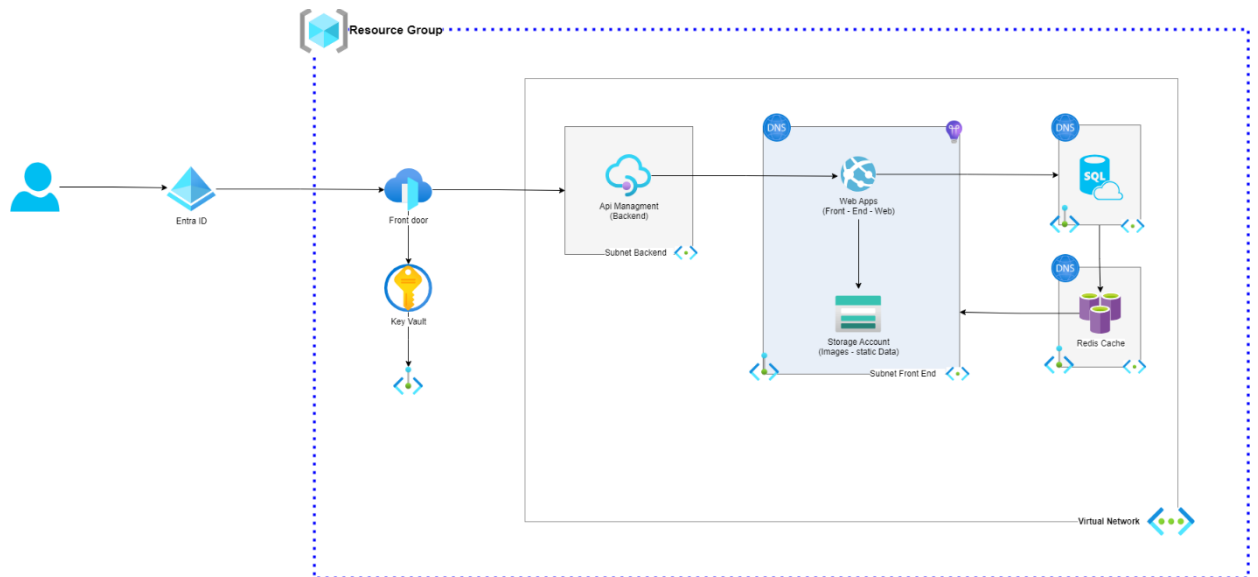 Resource Group
DNS
DNS
SQL
Entra ID
Front door
Api Managment
(Backend)
Web Apps
(Front - End - Web)
Subnet Backend
DNS
Key Vault
Storage Account
(Images - static Data)
Redis Cache
Subnet Front End
Virtual Network